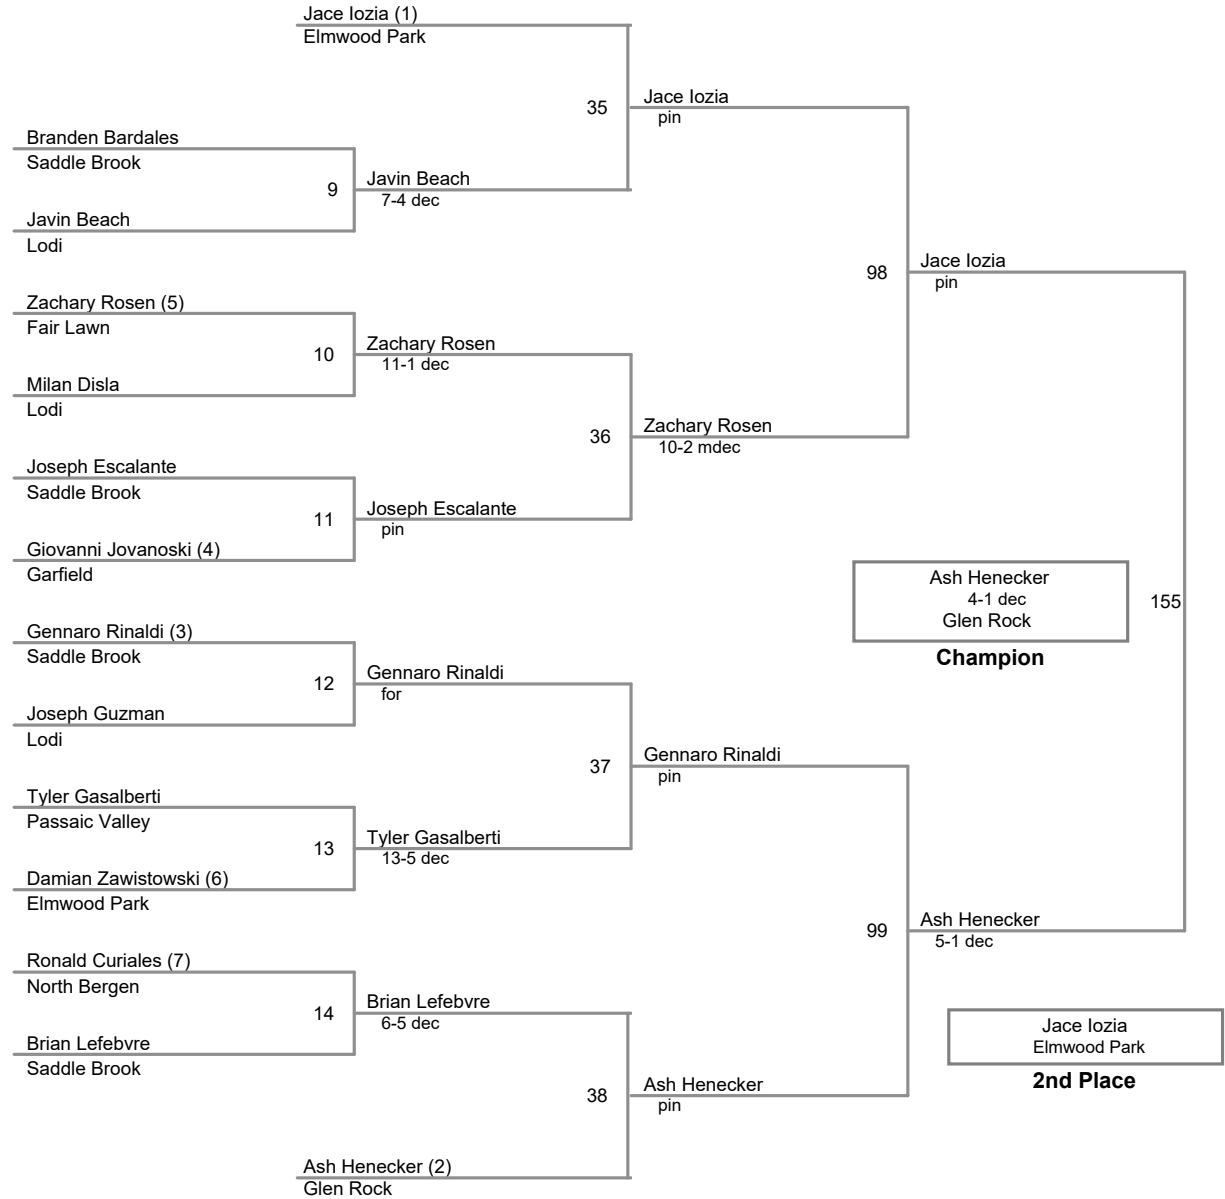 Jace Iozia (1)
Elmwood Park
35
Jace Iozia
pin
Branden Bardales
Saddle Brook
9
Javin Beach
7-4 dec
Javin Beach
Lodi
98
Jace Iozia
pin
Zachary Rosen (5)
Fair Lawn
10
Zachary Rosen
11-1 dec
Milan Disla
Lodi
36
Zachary Rosen
10-2 mdec
Joseph Escalante
Saddle Brook
11
Joseph Escalante
pin
Giovanni Jovanoski (4)
Garfield
Ash Henecker
4-1 dec
Glen Rock
Champion
155
Gennaro Rinaldi (3)
Saddle Brook
12
Gennaro Rinaldi
for
Joseph Guzman
Lodi
37
Gennaro Rinaldi
pin
Tyler Gasalberti
Passaic Valley
13
Tyler Gasalberti
13-5 dec
Damian Zawistowski (6)
Elmwood Park
99
Ash Henecker
5-1 dec
Ronald Curiales (7)
North Bergen
14
Brian Lefebvre
6-5 dec
Brian Lefebvre
Saddle Brook
Jace Iozia
Elmwood Park
2nd Place
38
Ash Henecker
pin
Ash Henecker (2)
Glen Rock